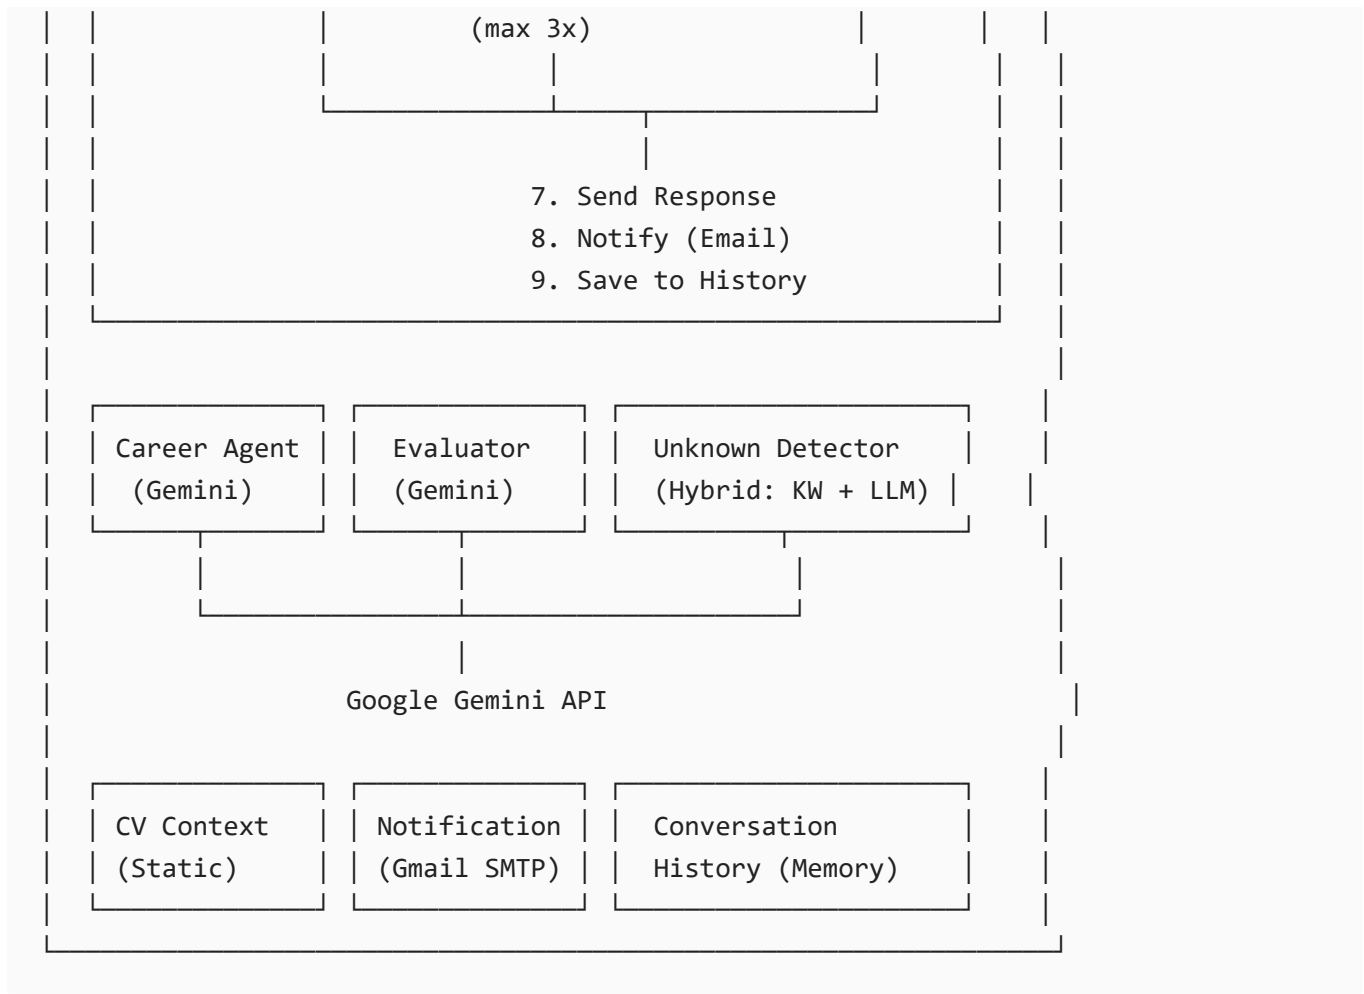 (max 3x)
7. Send Response
8. Notify (Email)
9. Save to History
Career Agent Evaluator Unknown Detector
(Gemini) (Gemini) (Hybrid: KW + LLM)
Google Gemini API
CV Context Notification Conversation
(Static) (Gmail SMTP) History (Memory)